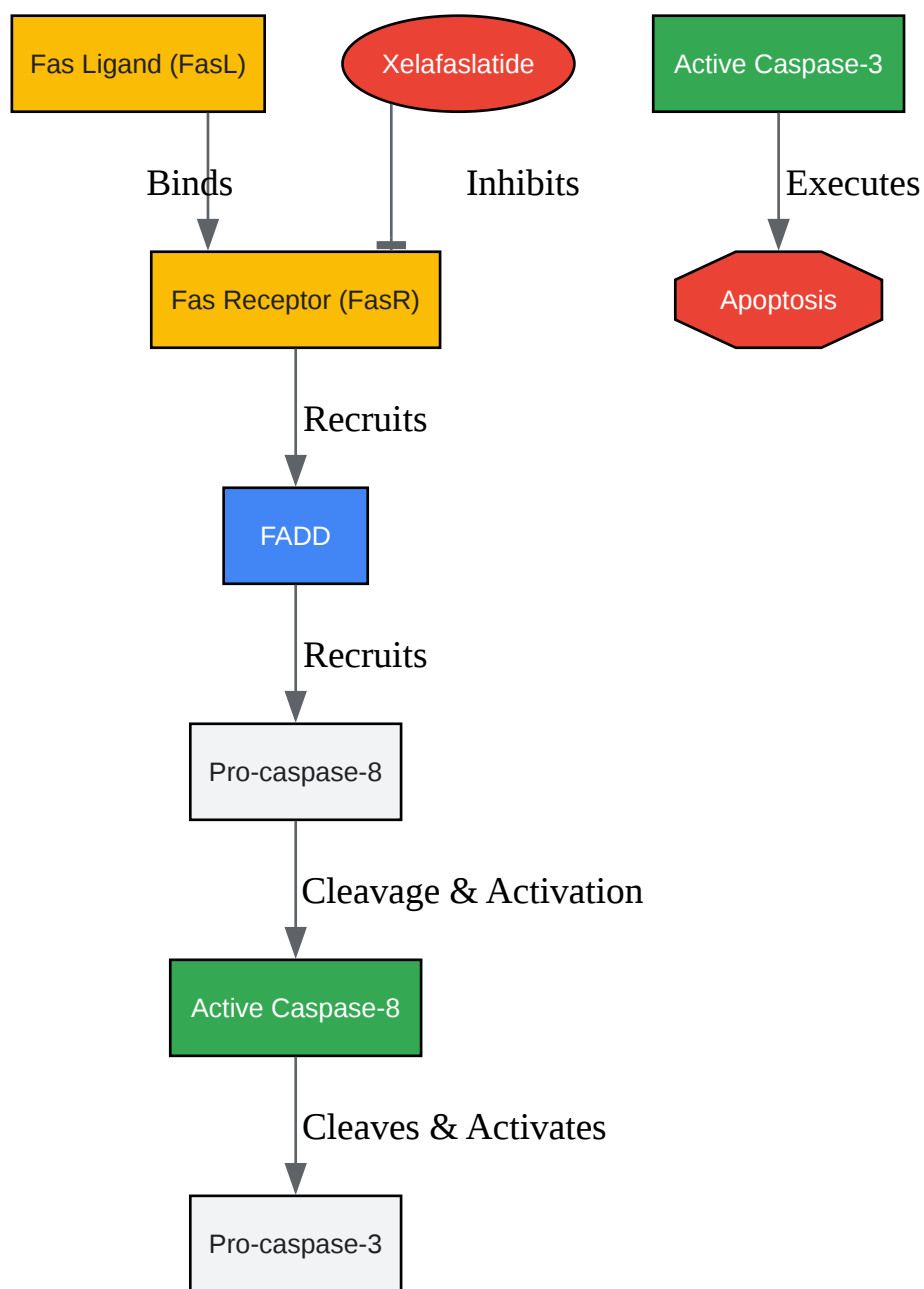 Fas Ligand (FasL)
Xelafaslatide
Active Caspase-3
Binds
Inhibits
Executes
Fas Receptor (FasR)
Apoptosis
Recruits
FADD
Recruits
Pro-caspase-8
Cleavage & Activation
Active Caspase-8
Cleaves & Activates
Pro-caspase-3